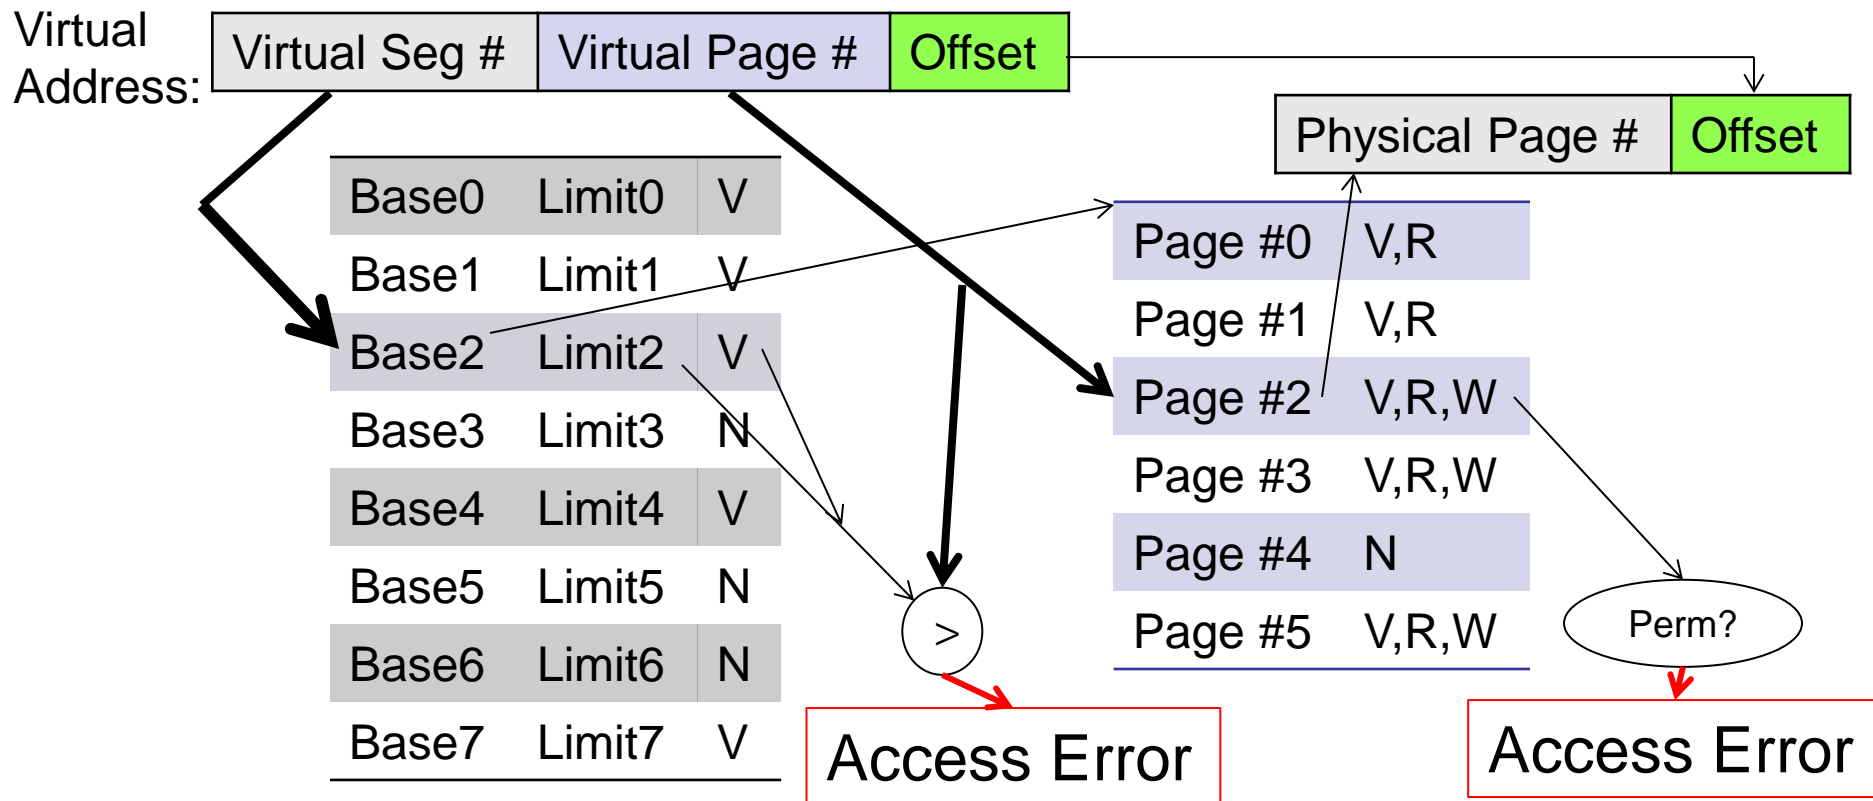 Virtual
Address:
Virtual Seg # Virtual Page # Offset
Physical Page # Offset
Base0 Limit0 V
Base1 Limit1 V
Base2 Limit2 V
Base3 Limit3 N
Base4 Limit4 V
Base5 Limit5 N
Base6 Limit6 N
Base7 Limit7 V
>
Access Error
Page #0 V,R
Page #1 V,R
Page #2 V,R,W
Page #3 V,R,W
Page #4 N
Page #5 V,R,W
Perm?
Access Error